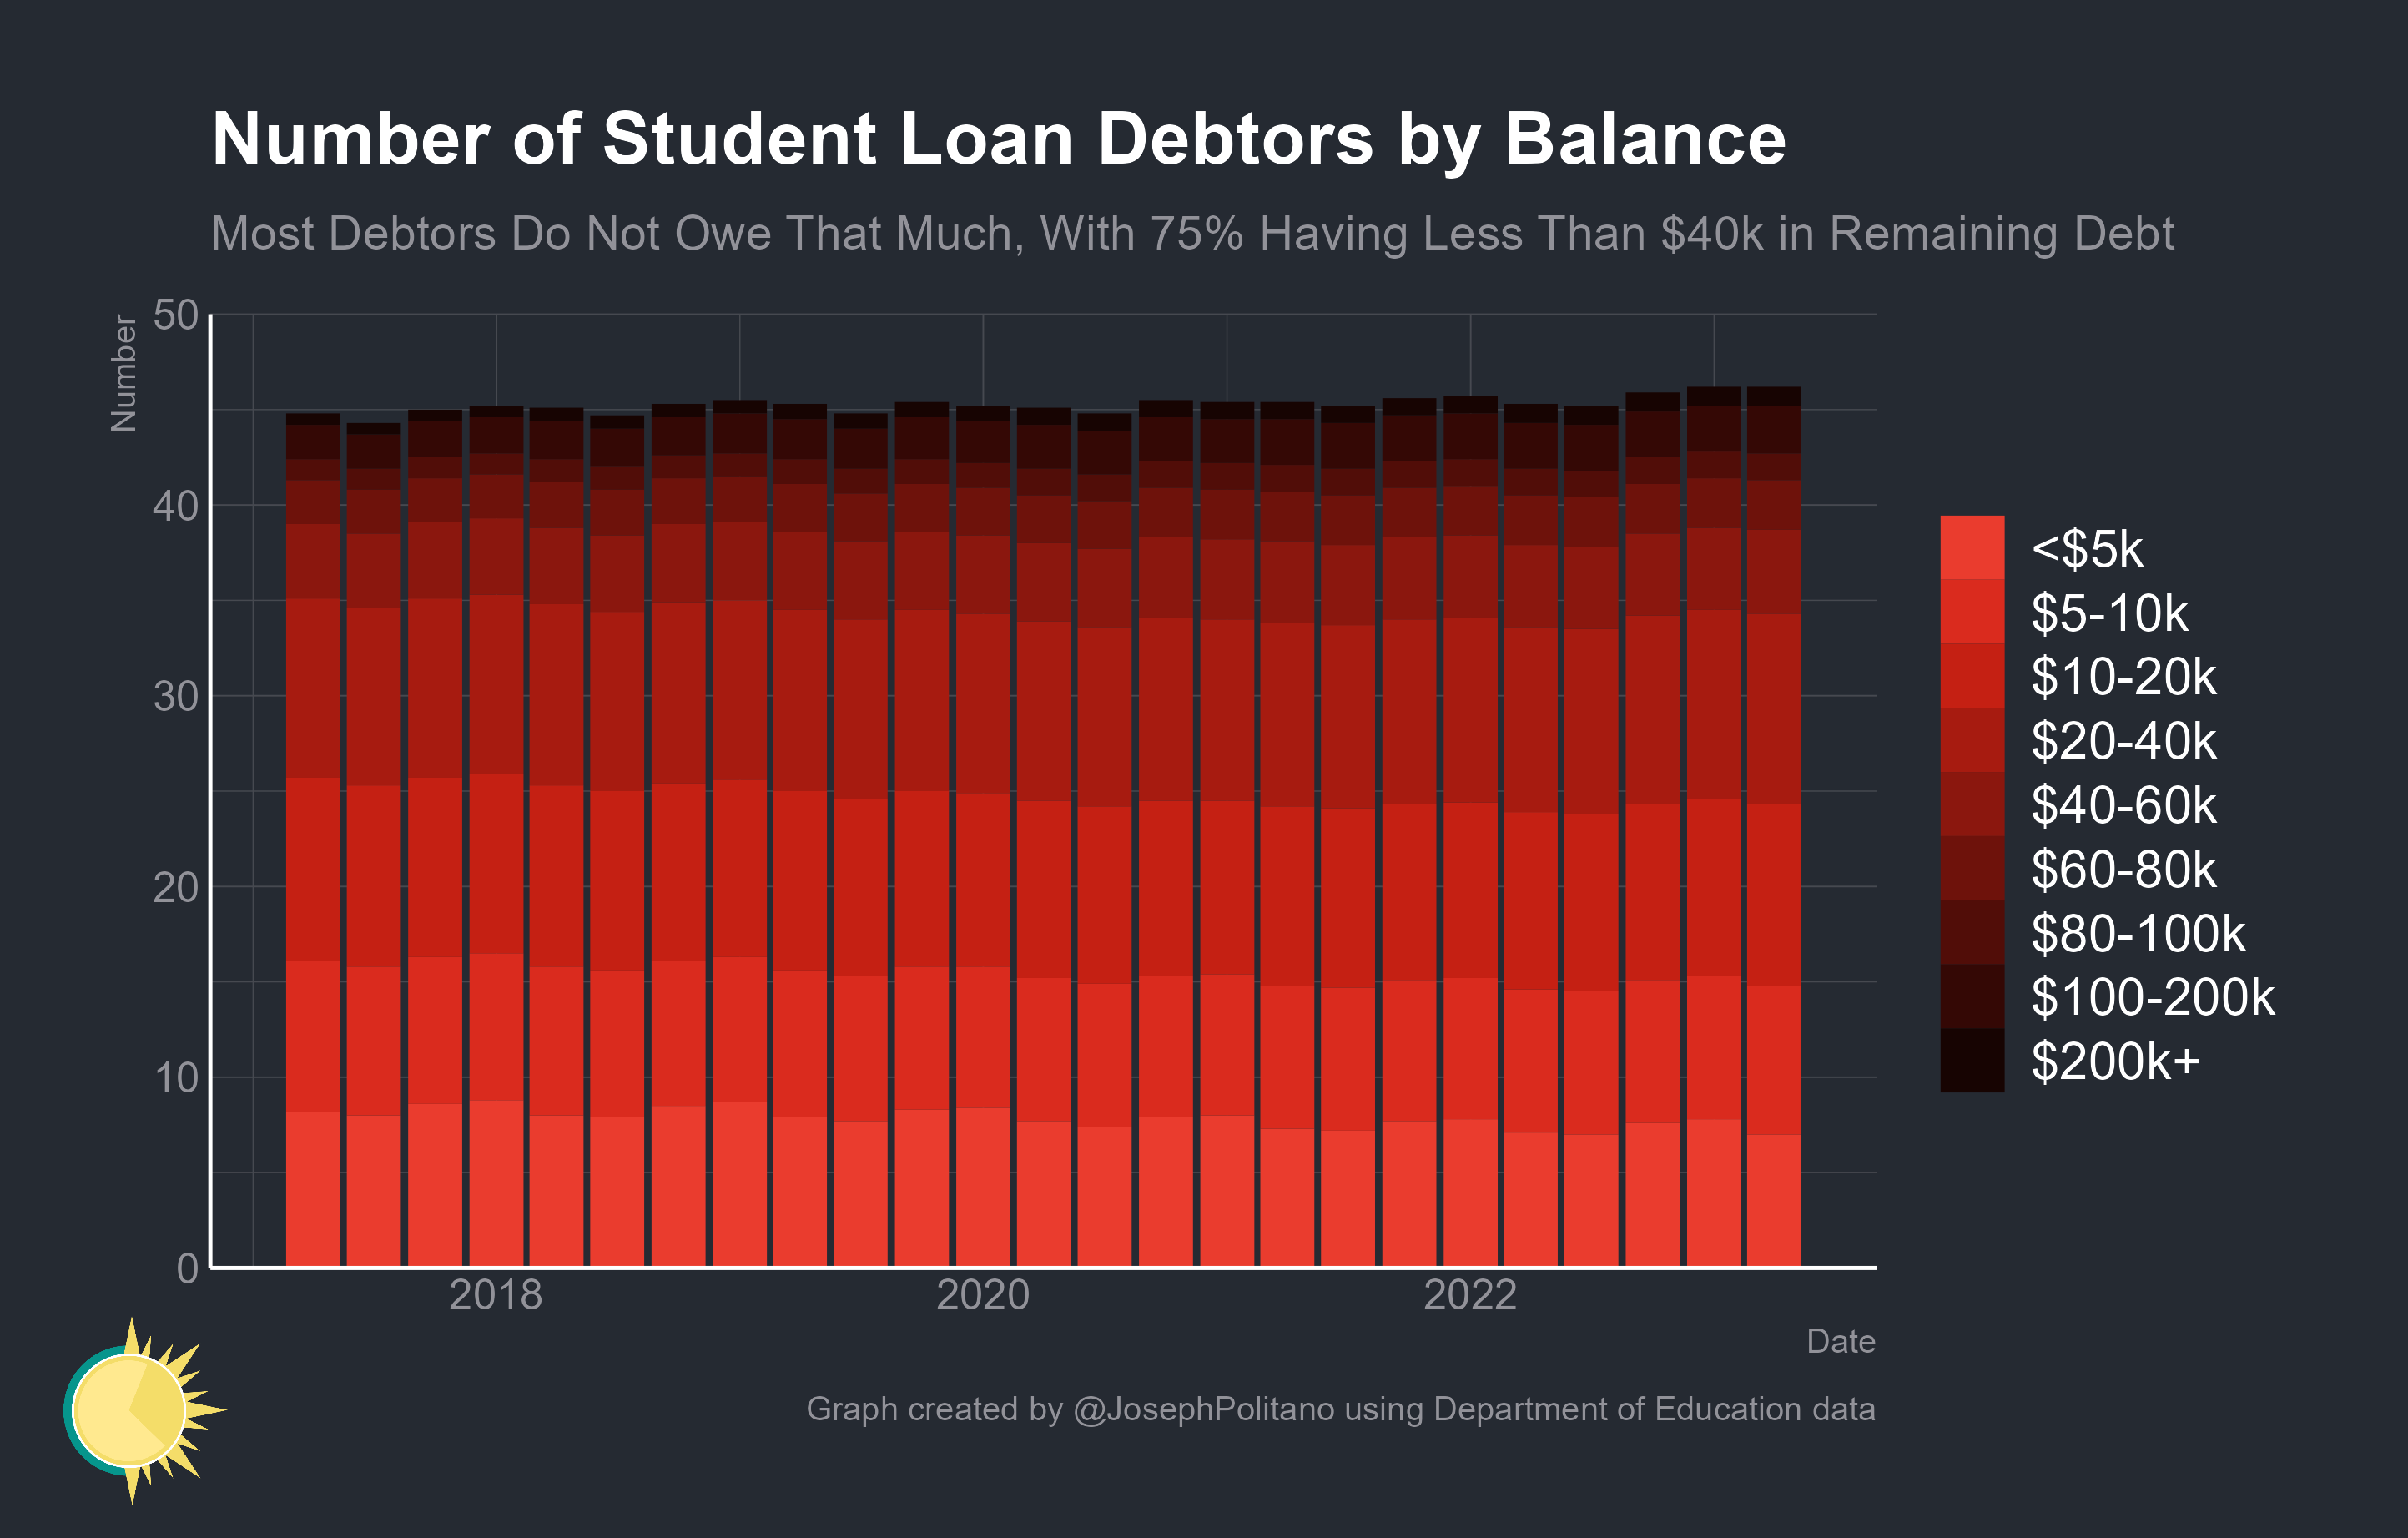 Number of Student Loan Debtors by Balance
Most Debtors Do Not Owe That Much, With 75% Having Less Than $40k in Remaining Debt
Number
50
40
30
20
10
0
2018
2020
2022
Date
<$5k
$5-10k
$10-20k
$20-40k
$40-60k
$60-80k
$80-100k
$100-200k
$200k+
Graph created by @JosephPolitano using Department of Education data